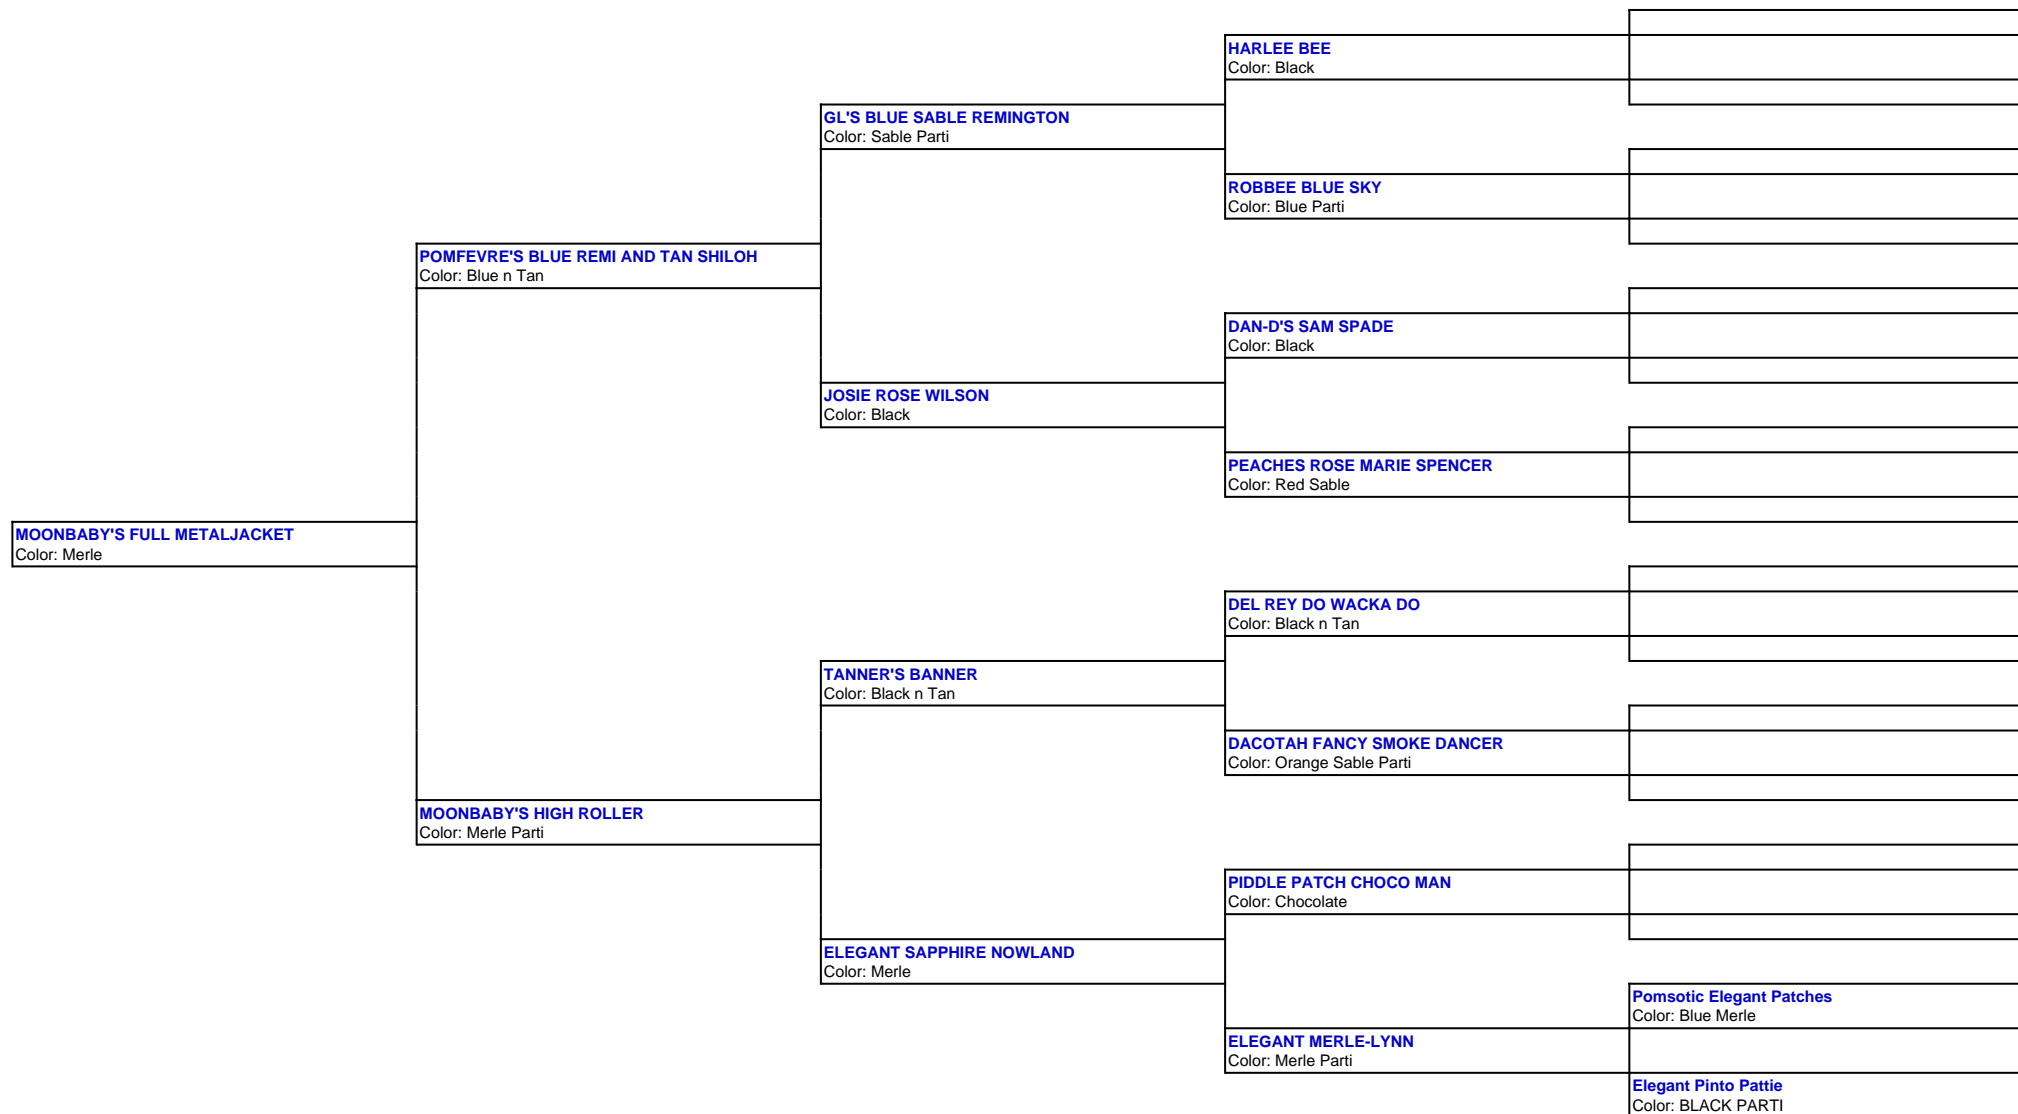 HARLEE BEE
Color: Black
GL'S BLUE SABLE REMINGTON
Color: Sable Parti
ROBBEE BLUE SKY
Color: Blue Parti
POMFEVRE'S BLUE REMI AND TAN SHILOH
Color: Blue n Tan
DAN-D'S SAM SPADE
Color: Black
JOSIE ROSE WILSON
Color: Black
PEACHES ROSE MARIE SPENCER
Color: Red Sable
MOONBABY'S FULL METALJACKET
Color: Merle
DEL REY DO WACKA DO
Color: Black n Tan
TANNER'S BANNER
Color: Black n Tan
DACOTAH FANCY SMOKE DANCER
Color: Orange Sable Parti
MOONBABY'S HIGH ROLLER
Color: Merle Parti
PIDDLE PATCH CHOCO MAN
Color: Chocolate
ELEGANT SAPPHIRE NOWLAND
Color: Merle
Pomsotic Elegant Patches
Color: Blue Merle
ELEGANT MERLE-LYNN
Color: Merle Parti
Elegant Pinto Pattie
Color: BLACK PARTI